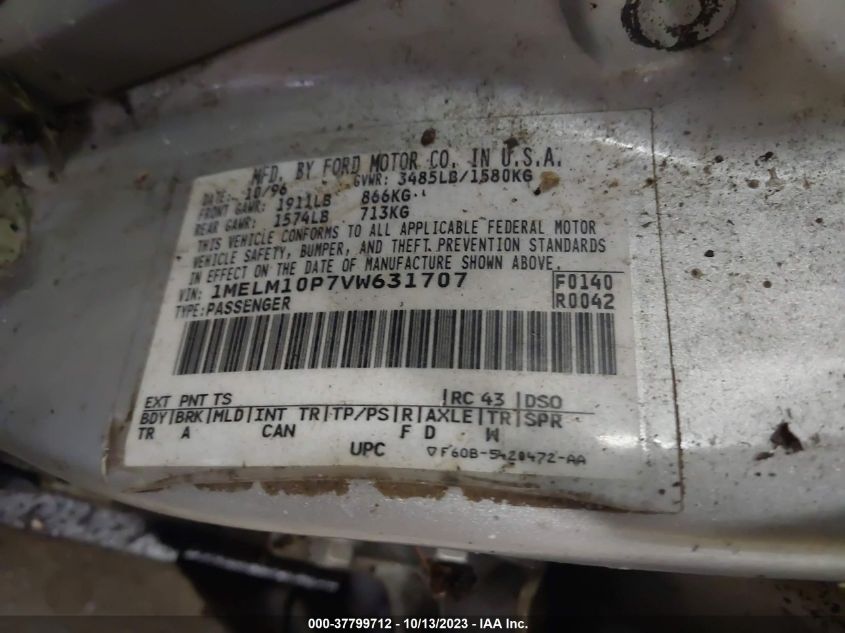 MFD. BY FORD MOTOR CO. IN U.S.A.
DATE: 10/96 GVWR: 3485LB/1580KG
FRONT GAWR: 1911LB 866KG
REAR GAWR: 1574LB 713KG
THIS VEHICLE CONFORMS TO ALL APPLICABLE FEDERAL MOTOR
VEHICLE SAFETY, BUMPER, AND THEFT PREVENTION STANDARDS
IN EFFECT ON THE DATE OF MANUFACTURE SHOWN ABOVE.
VIN: 1MELM10P7VW631707 F0140
TYPE: PASSENGER R0042
EXT PNT TS |RC 43 |DSO
BDY|BRK|MLD|INT TR|TP/PS|R|AXLE|TR|SPR
TR A CAN F D W
UPC ▽F60B-5420472-AA
000-37799712 - 10/13/2023 - IAA Inc.